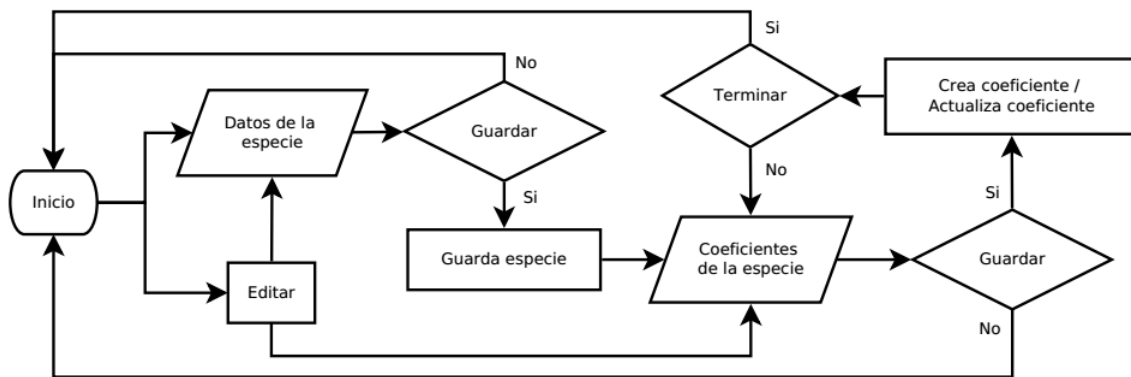 Si
No
Terminar
Crea coeficiente /
Actualiza coeficiente
Datos de la
especie
Guardar
No
Si
Si
Inicio
Guarda especie
Coeficientes
de la especie
Guardar
Editar
No